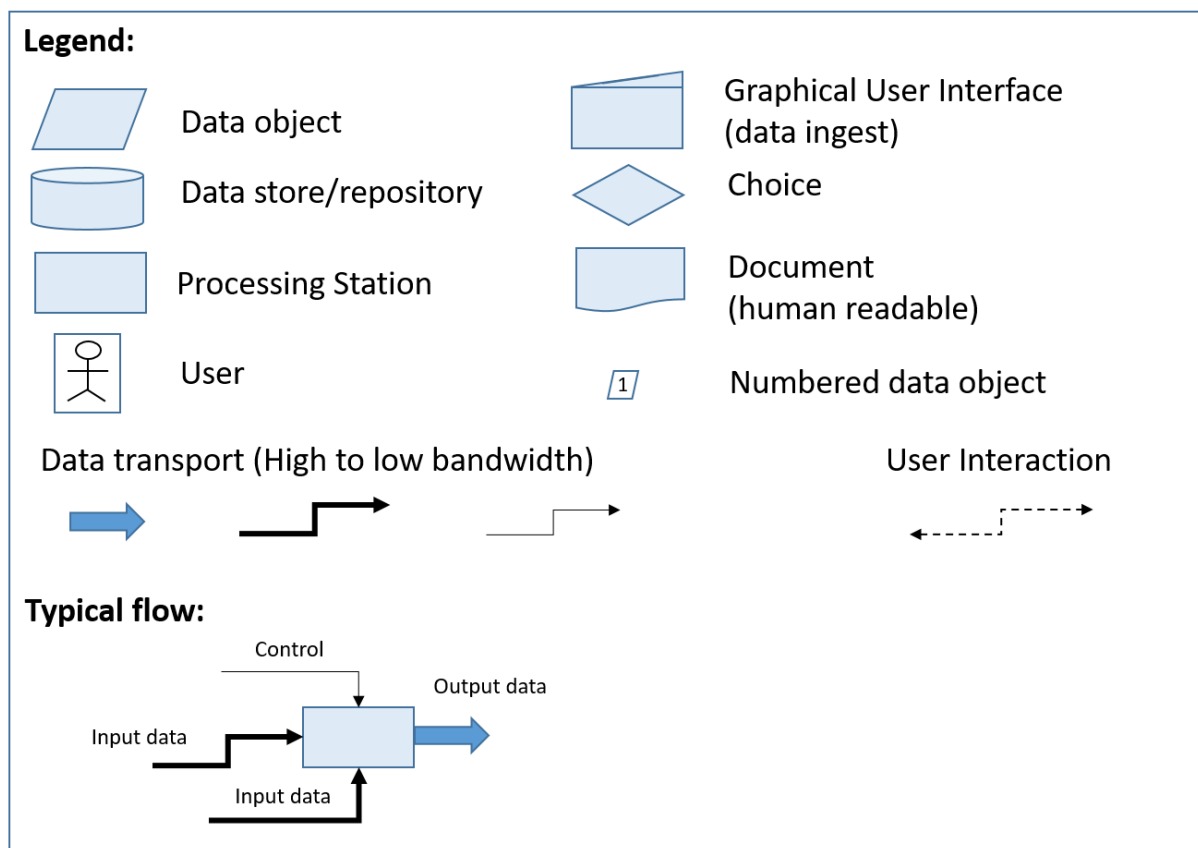 Legend:
Data object
Graphical User Interface
(data ingest)
Data store/repository
Choice
Processing Station
Document
(human readable)
User
1
Numbered data object
Data transport (High to low bandwidth)
User Interaction
Typical flow:
Control
Output data
Input data
Input data